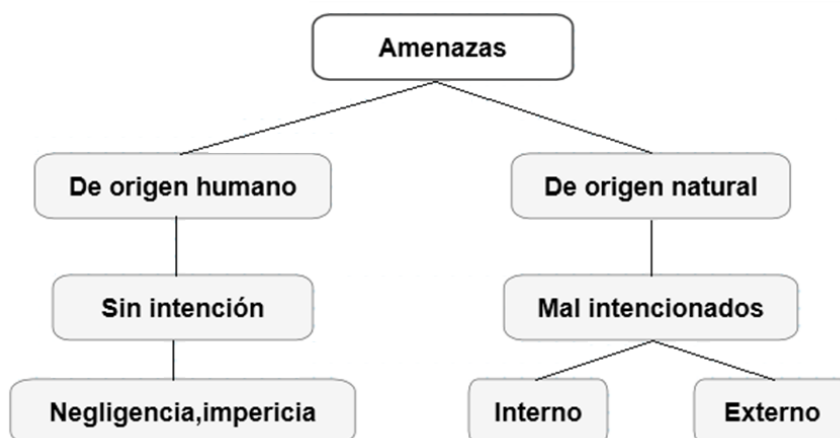 Amenazas
De origen humano
De origen natural
Sin intención
Mal intencionados
Negligencia,impericia
Interno
Externo